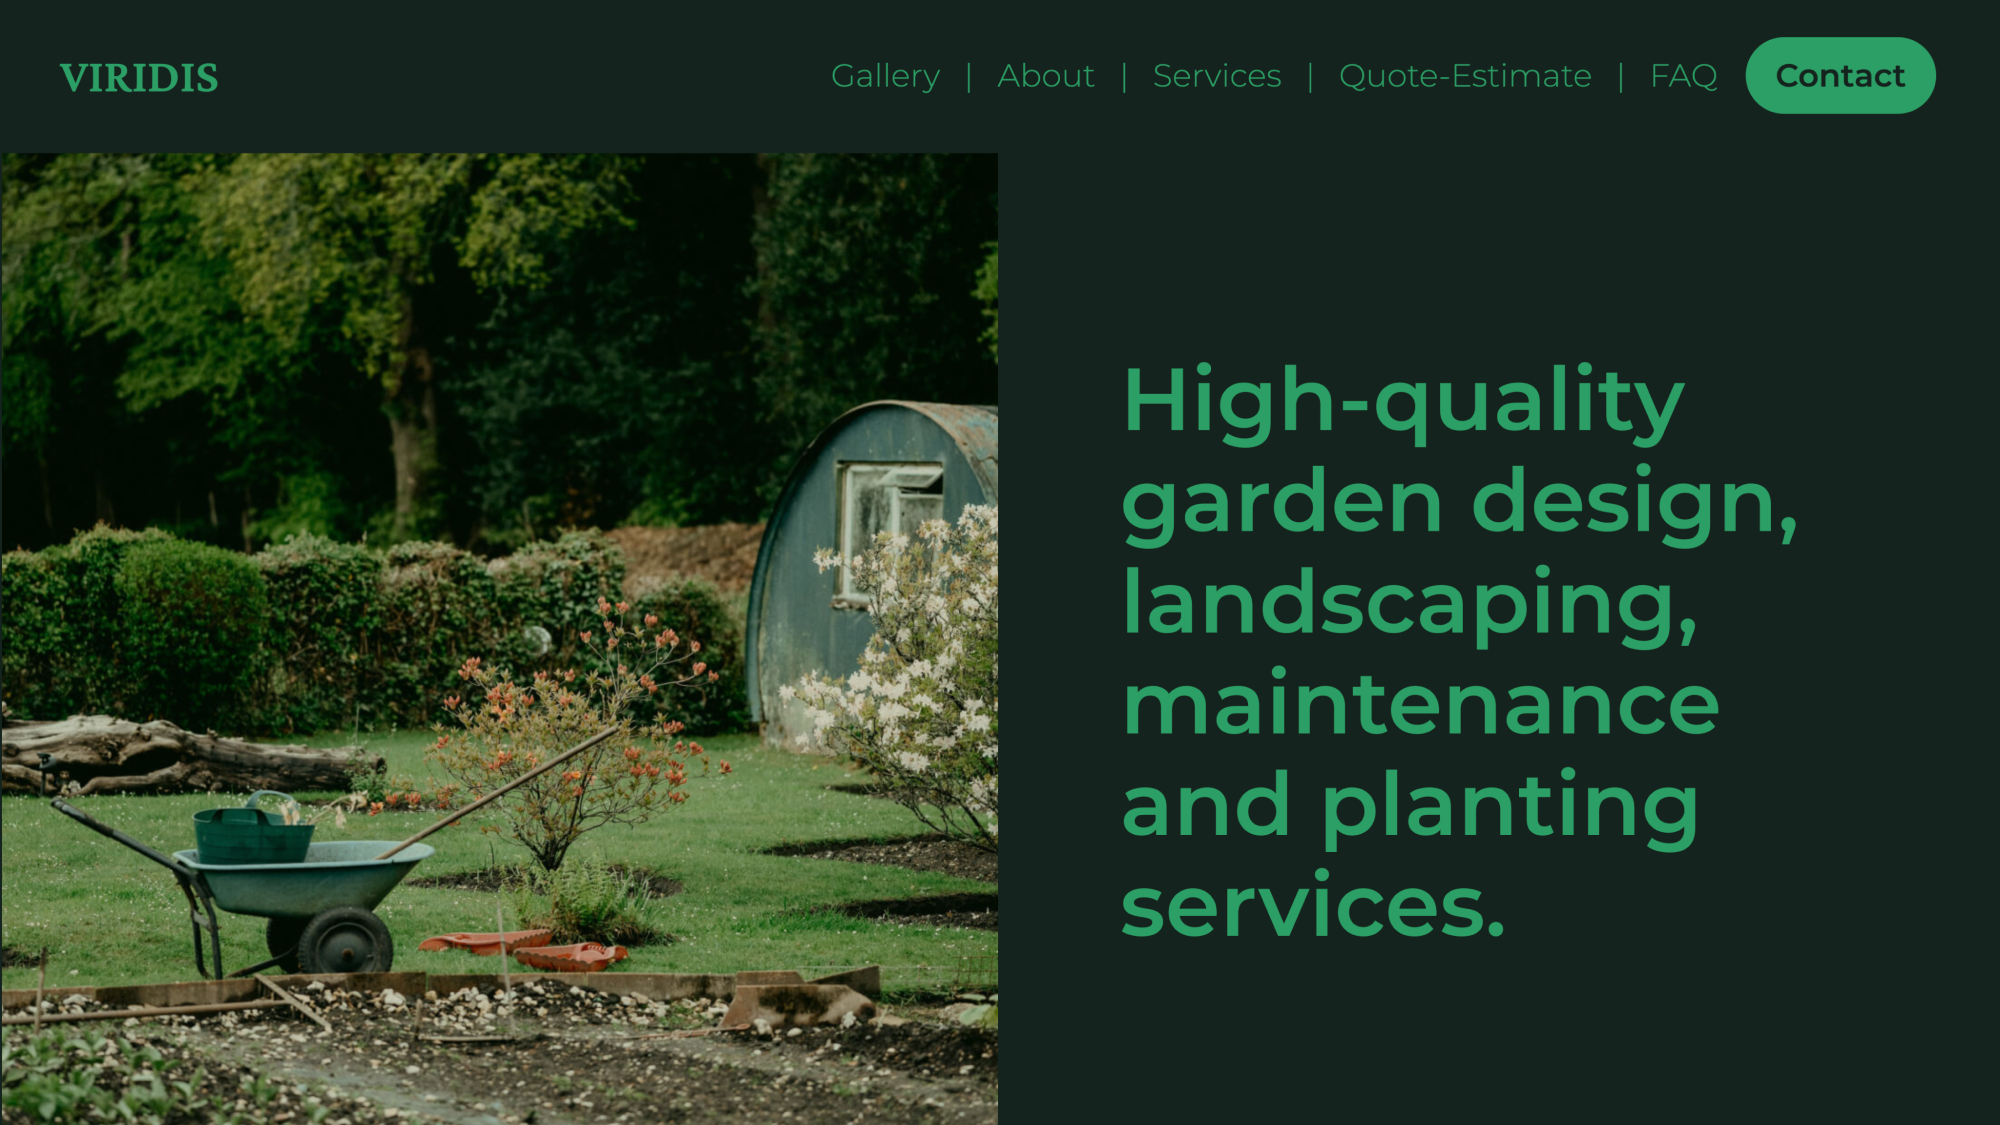 VIRIDIS
Gallery | About | Services | Quote-Estimate | FAQ Contact
High-quality
garden design,
landscaping,
maintenance
and planting
services.